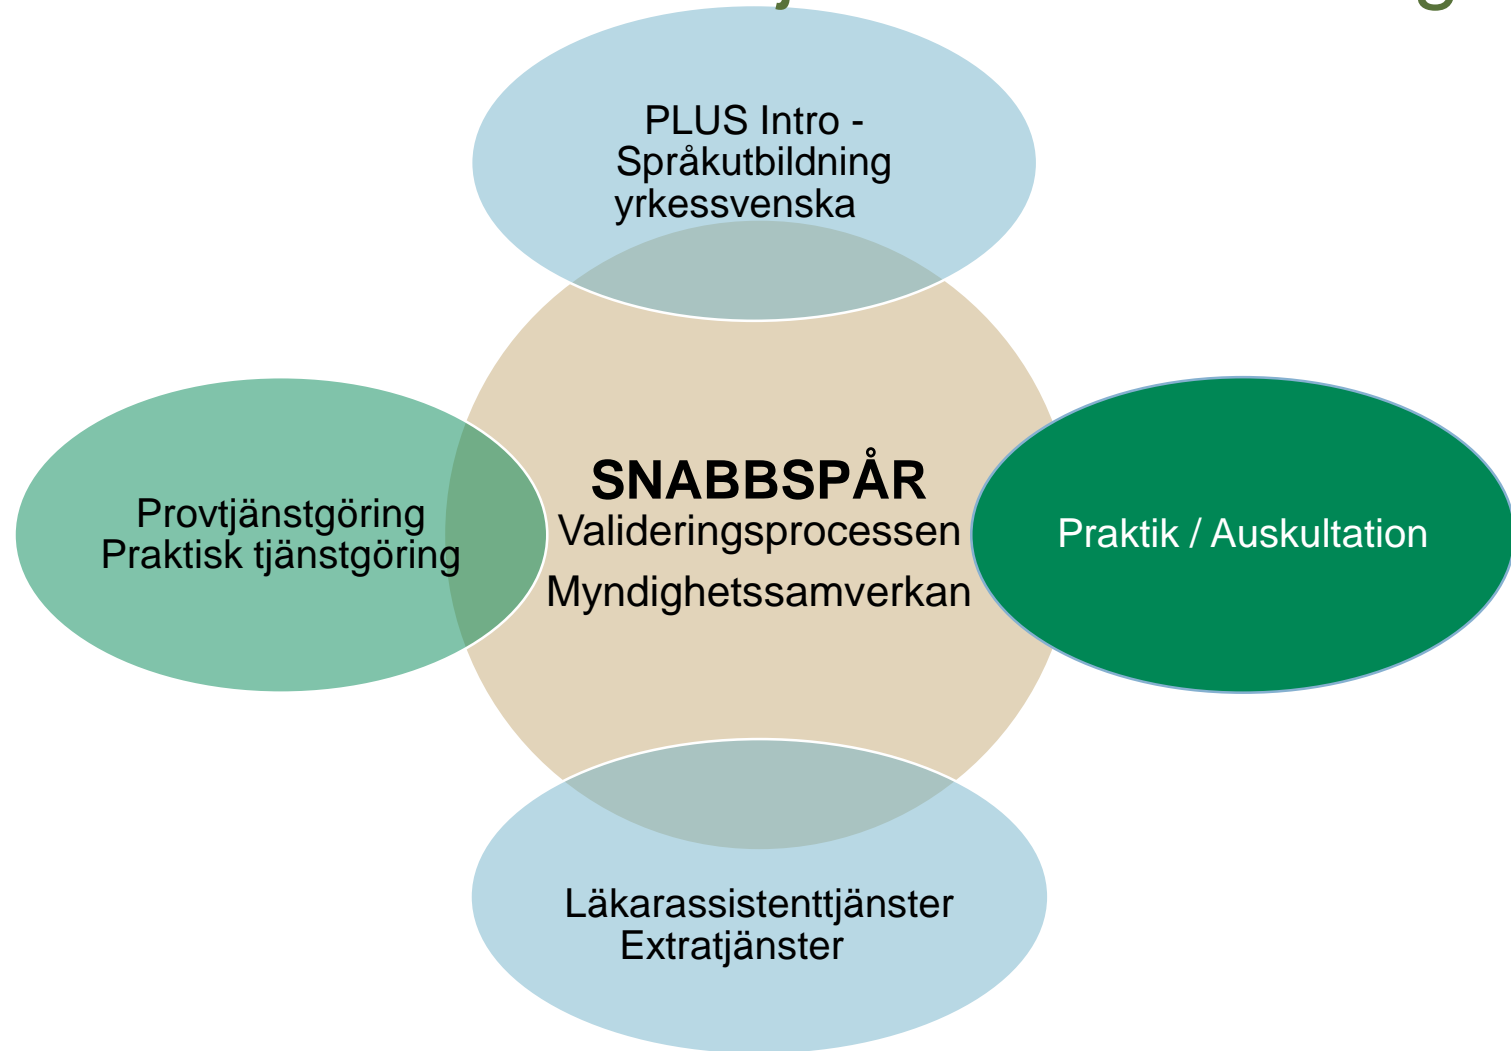 PLUS Intro -
Språkutbildning
yrkessvenska
SNABBSPÅR
Valideringsprocessen
Myndighetssamverkan
Provtjänstgöring
Praktisk tjänstgöring
Praktik / Auskultation
Läkarassistenttjänster
Extratjänster